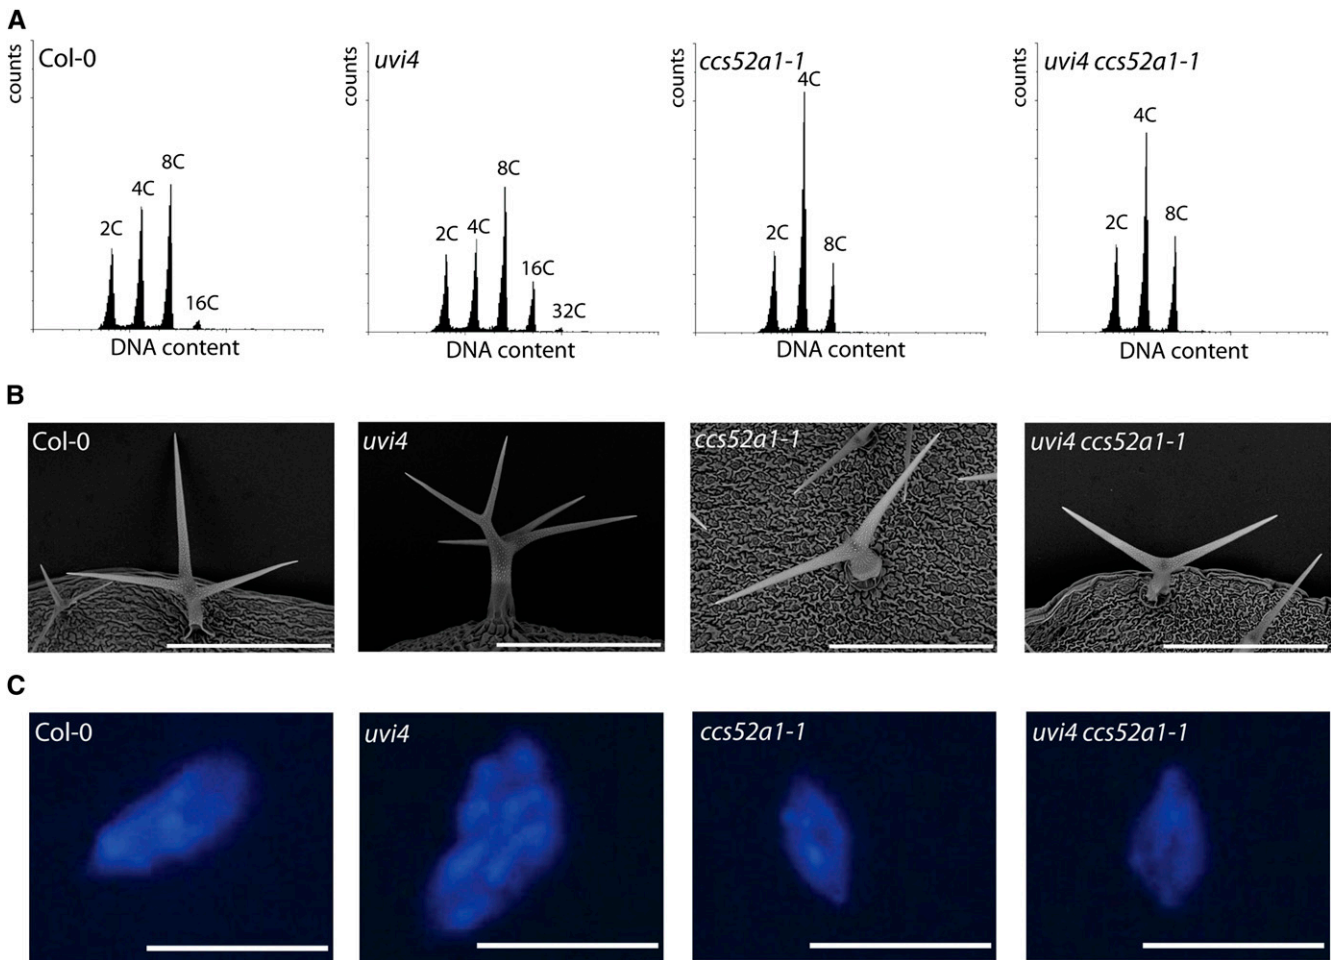 A
counts
Col-0
2C
4C
8C
16C
DNA content
counts
uvi4
2C
4C
8C
16C
32C
DNA content
counts
ccs52a1-1
2C
4C
8C
DNA content
counts
uvi4 ccs52a1-1
2C
4C
8C
DNA content
B
Col-0
uvi4
ccs52a1-1
uvi4 ccs52a1-1
C
Col-0
uvi4
ccs52a1-1
uvi4 ccs52a1-1